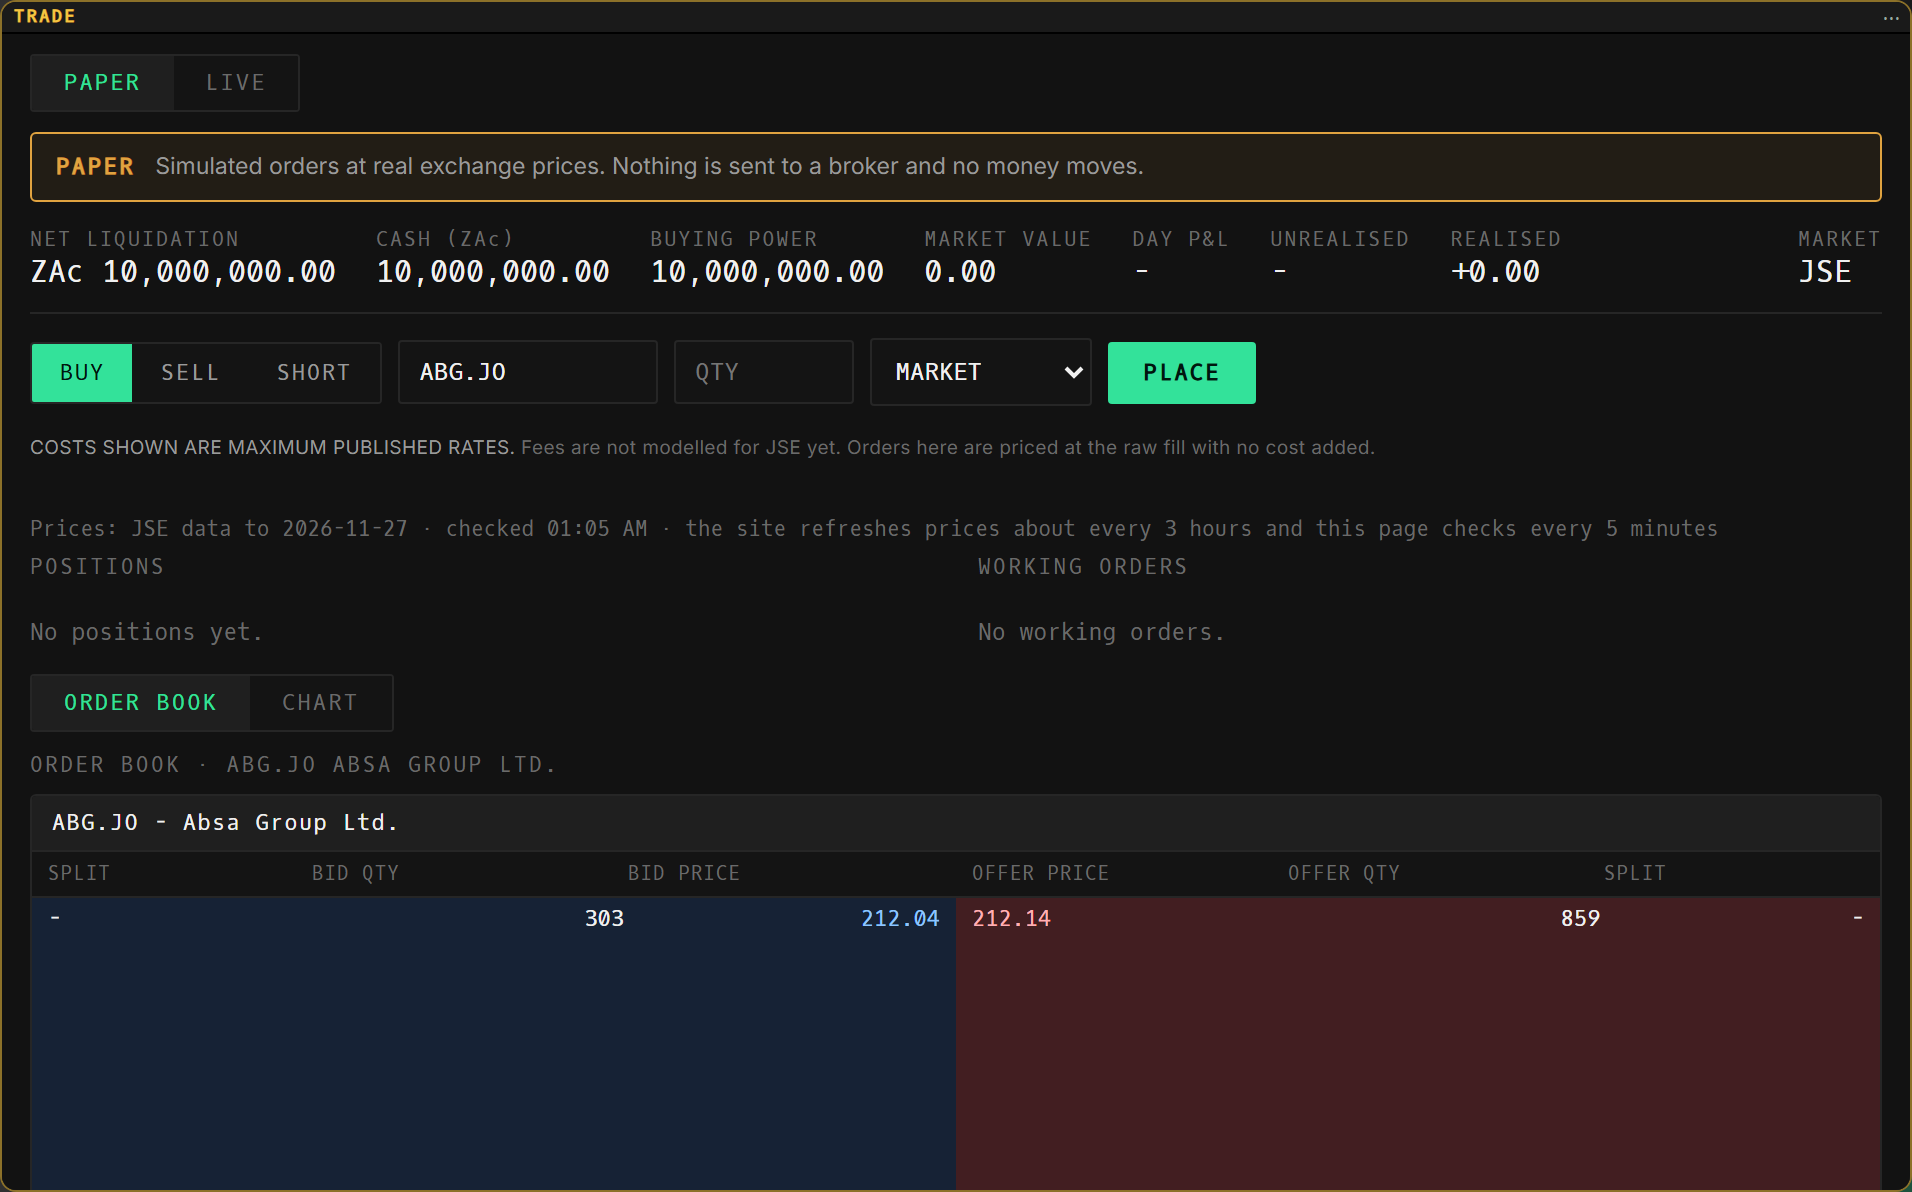 TRADE ...
PAPER LIVE
PAPER Simulated orders at real exchange prices. Nothing is sent to a broker and no money moves.
NET LIQUIDATION CASH (ZAc) BUYING POWER MARKET VALUE DAY P&L UNREALISED REALISED MARKET
ZAc 10,000,000.00 10,000,000.00 10,000,000.00 0.00 - - +0.00 JSE
BUY SELL SHORT ABG.JO QTY MARKET PLACE
COSTS SHOWN ARE MAXIMUM PUBLISHED RATES. Fees are not modelled for JSE yet. Orders here are priced at the raw fill with no cost added.
Prices: JSE data to 2026-11-27 · checked 01:05 AM · the site refreshes prices about every 3 hours and this page checks every 5 minutes
POSITIONS WORKING ORDERS
No positions yet. No working orders.
ORDER BOOK CHART
ORDER BOOK · ABG.JO ABSA GROUP LTD.
ABG.JO - Absa Group Ltd.
SPLIT BID QTY BID PRICE OFFER PRICE OFFER QTY SPLIT
- 303 212.04 212.14 859 -